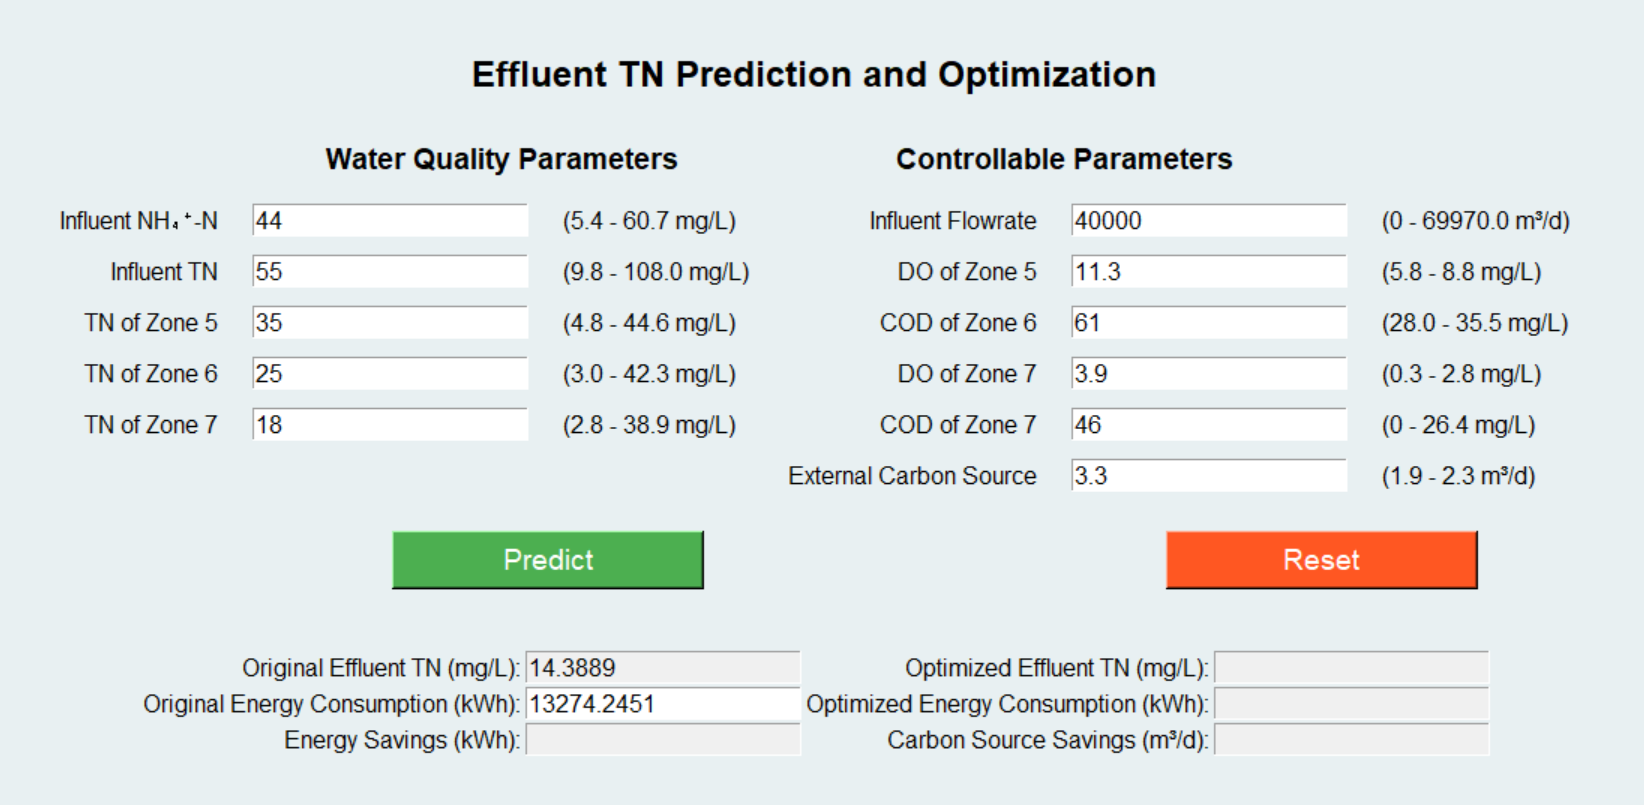 Effluent TN Prediction and Optimization
Water Quality Parameters
Influent NH₄⁺-N 44 (5.4 - 60.7 mg/L)
Influent TN 55 (9.8 - 108.0 mg/L)
TN of Zone 5 35 (4.8 - 44.6 mg/L)
TN of Zone 6 25 (3.0 - 42.3 mg/L)
TN of Zone 7 18 (2.8 - 38.9 mg/L)
Controllable Parameters
Influent Flowrate 40000 (0 - 69970.0 m³/d)
DO of Zone 5 11.3 (5.8 - 8.8 mg/L)
COD of Zone 6 61 (28.0 - 35.5 mg/L)
DO of Zone 7 3.9 (0.3 - 2.8 mg/L)
COD of Zone 7 46 (0 - 26.4 mg/L)
External Carbon Source 3.3 (1.9 - 2.3 m³/d)
Predict
Reset
Original Effluent TN (mg/L): 14.3889
Original Energy Consumption (kWh): 13274.2451
Energy Savings (kWh):
Optimized Effluent TN (mg/L):
Optimized Energy Consumption (kWh):
Carbon Source Savings (m³/d):